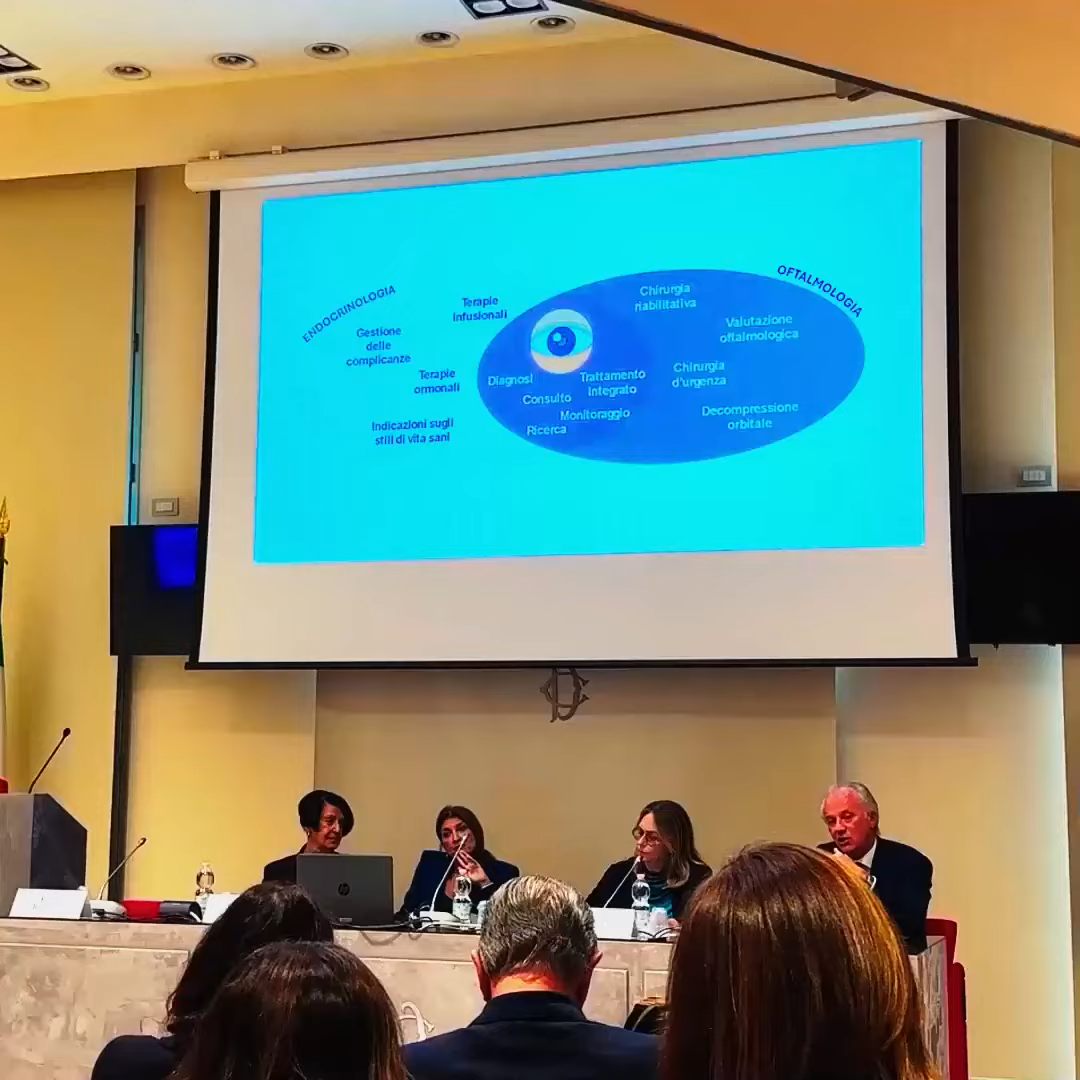 ENDOCRINOLOGIA
Gestione
delle
complicanze
Terapie
infusionali
Terapie
ormonali
Indicazioni sugli
stili di vita sani
Diagnosi
Consulto
Trattamento
integrato
Monitoraggio
Ricerca
OFTALMOLOGIA
Chirurgia
riabilitativa
Valutazione
oftalmologica
Chirurgia
d'urgenza
Decompressione
orbitale
hp